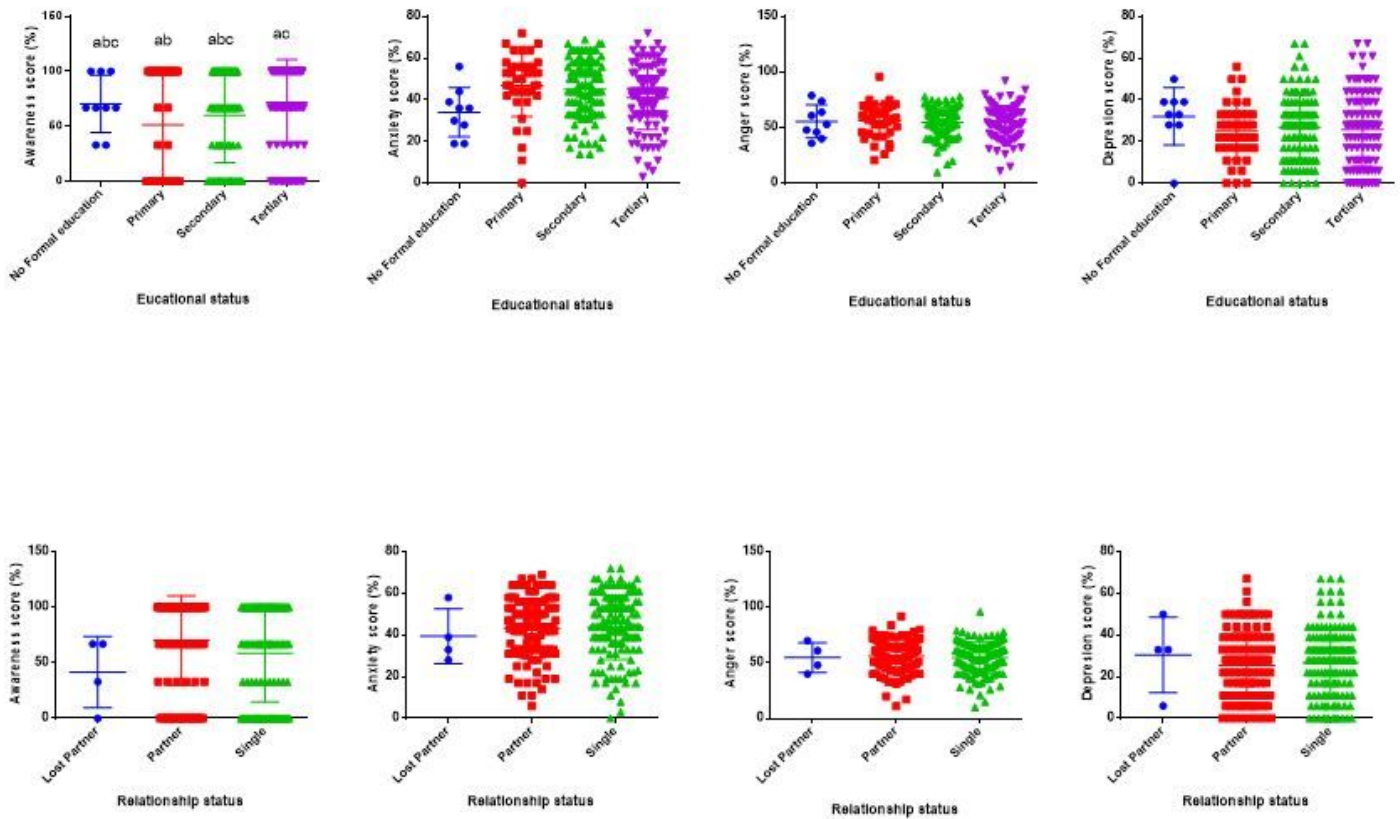 Awareness score (%)
160
100
60
0
abc ab abc ac
No Formal education
Primary
Secondary
Tertiary
Eucational status
Anxiety score (%)
80
60
40
20
0
No Formal education
Primary
Secondary
Tertiary
Educational status
Anger score (%)
150
100
50
0
No Formal education
Primary
Secondary
Tertiary
Educational status
Depresion score (%)
80
60
40
20
0
No Formal education
Primary
Secondary
Tertiary
Educational status
Awareness score (%)
150
100
50
0
Lost Partner
Partner
Single
Relationship status
Anxiety score (%)
80
60
40
20
0
Lost Partner
Partner
Single
Relationship status
Anger score (%)
150
100
50
0
Lost Partner
Partner
Single
Relationship status
Depresion score (%)
80
60
40
20
0
Lost Partner
Partner
Single
Relationship status